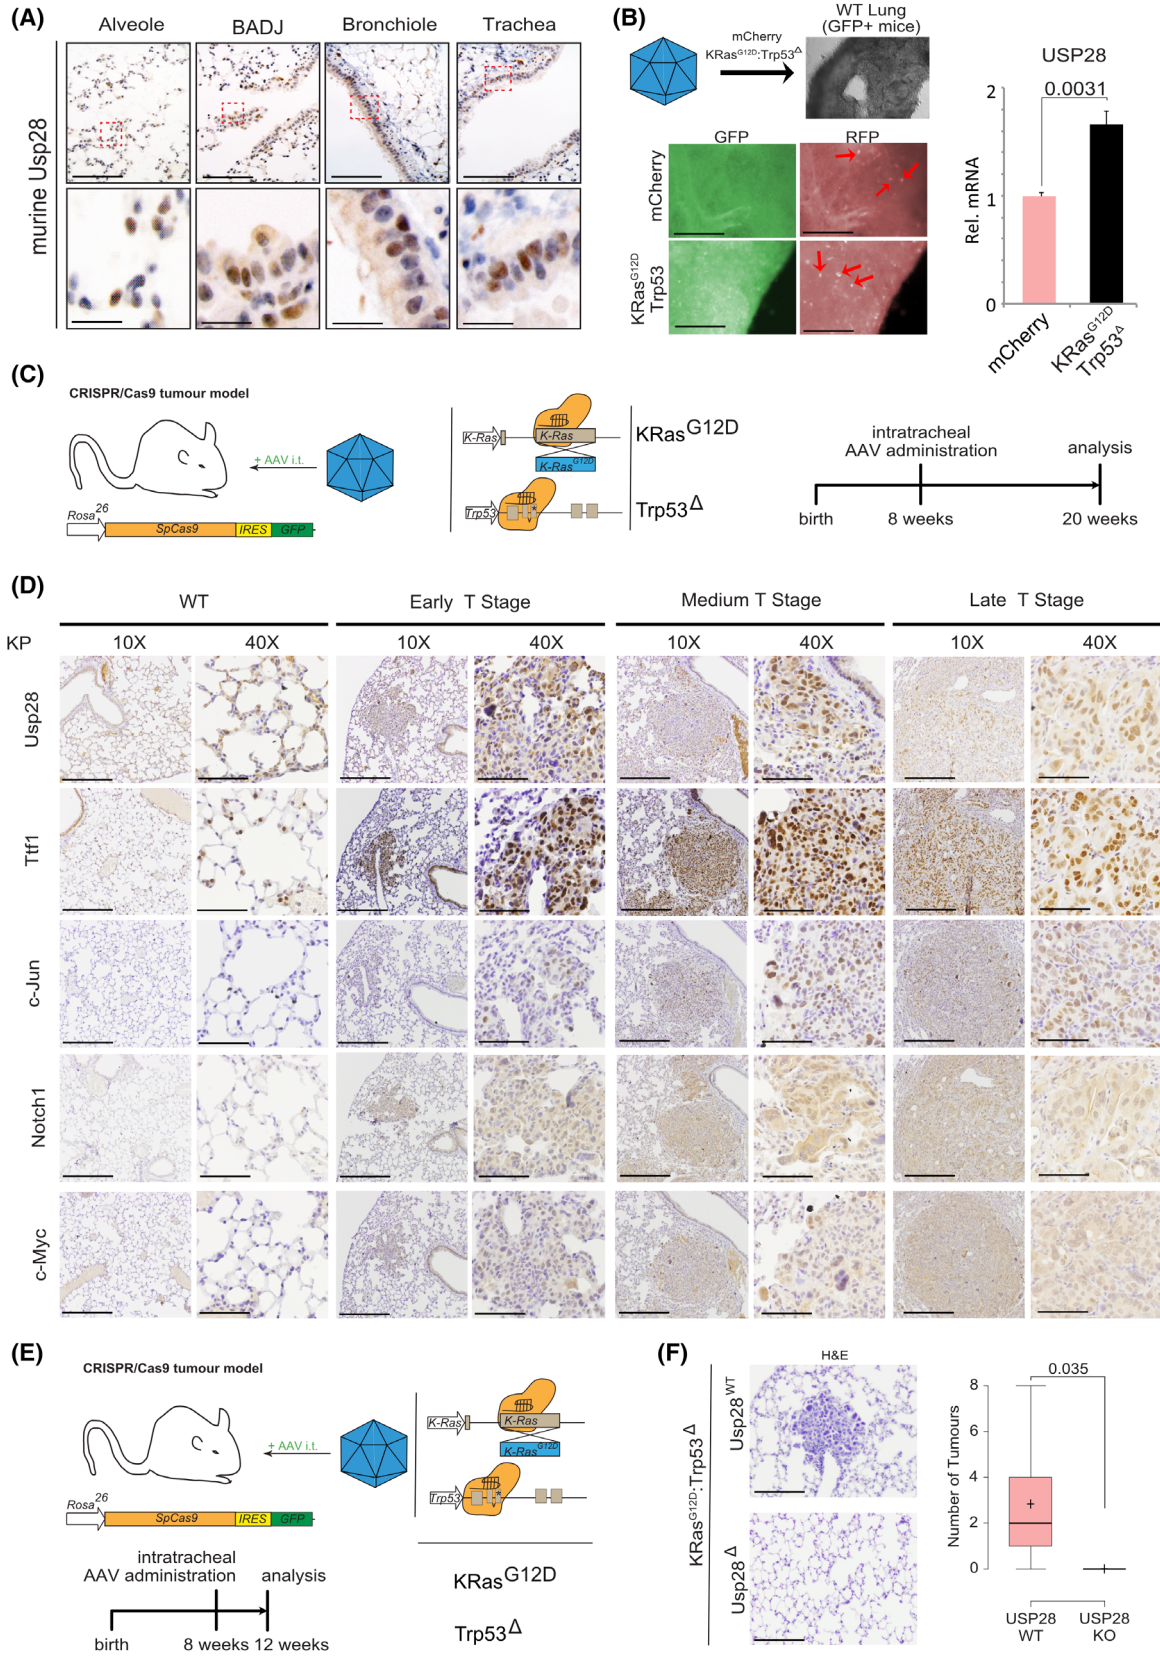 (A)
Alveole BADJ Bronchiole Trachea
murine Usp28
(B)
mCherry
KRasG12D:Trp53Δ
WT Lung
(GFP+ mice)
GFP RFP
mCherry
KRasG12D
Trp53
USP28
0.0031
2
1
0
Rel. mRNA
mCherry
KRasG12D
Trp53Δ
(C)
CRISPR/Cas9 tumour model
+ AAV i.t.
Rosa26
SpCas9 IRES GFP
K-Ras K-Ras
K-RasG12D
Trp53
*
KRasG12D
Trp53Δ
intratracheal
AAV administration
analysis
birth 8 weeks 20 weeks
(D)
WT Early T Stage Medium T Stage Late T Stage
KP 10X 40X 10X 40X 10X 40X 10X 40X
Usp28
Ttf1
c-Jun
Notch1
c-Myc
(E)
CRISPR/Cas9 tumour model
+ AAV i.t.
Rosa26
SpCas9 IRES GFP
K-Ras K-Ras
K-RasG12D
Trp53
*
intratracheal
AAV administration
analysis
birth 8 weeks 12 weeks
KRasG12D
Trp53Δ
(F)
H&E
KRasG12D:Trp53Δ
Usp28WT
Usp28Δ
0.035
8
6
4
2
0
Number of Tumours
USP28
WT
USP28
KO